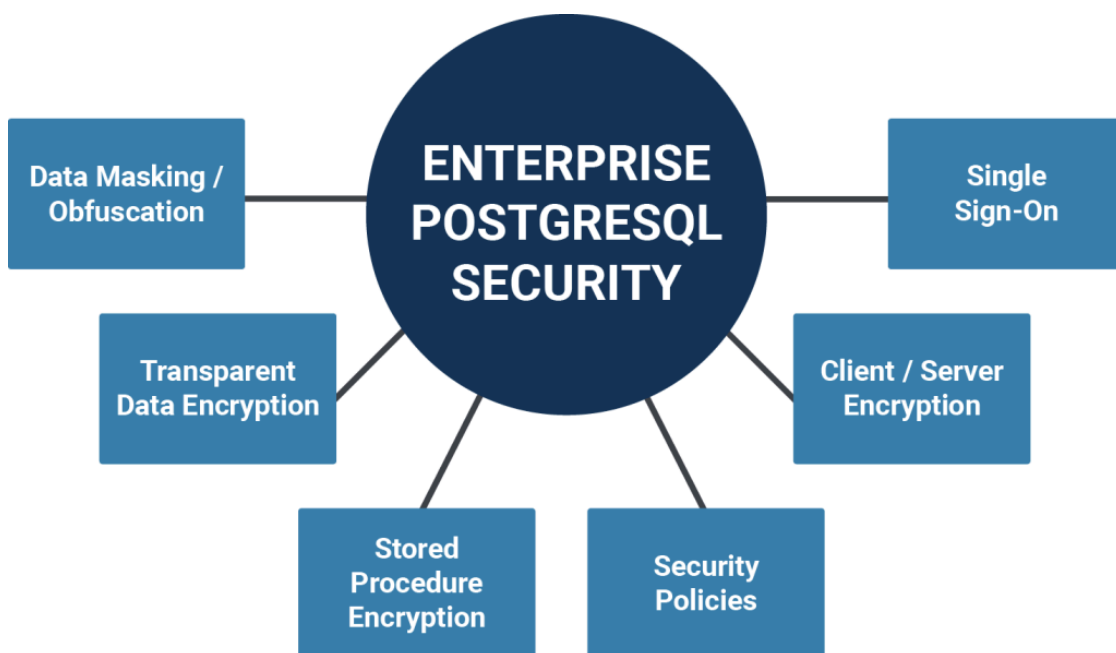 ENTERPRISE
POSTGRESQL
SECURITY
Data Masking /
Obfuscation
Transparent
Data Encryption
Stored
Procedure
Encryption
Security
Policies
Client / Server
Encryption
Single
Sign-On